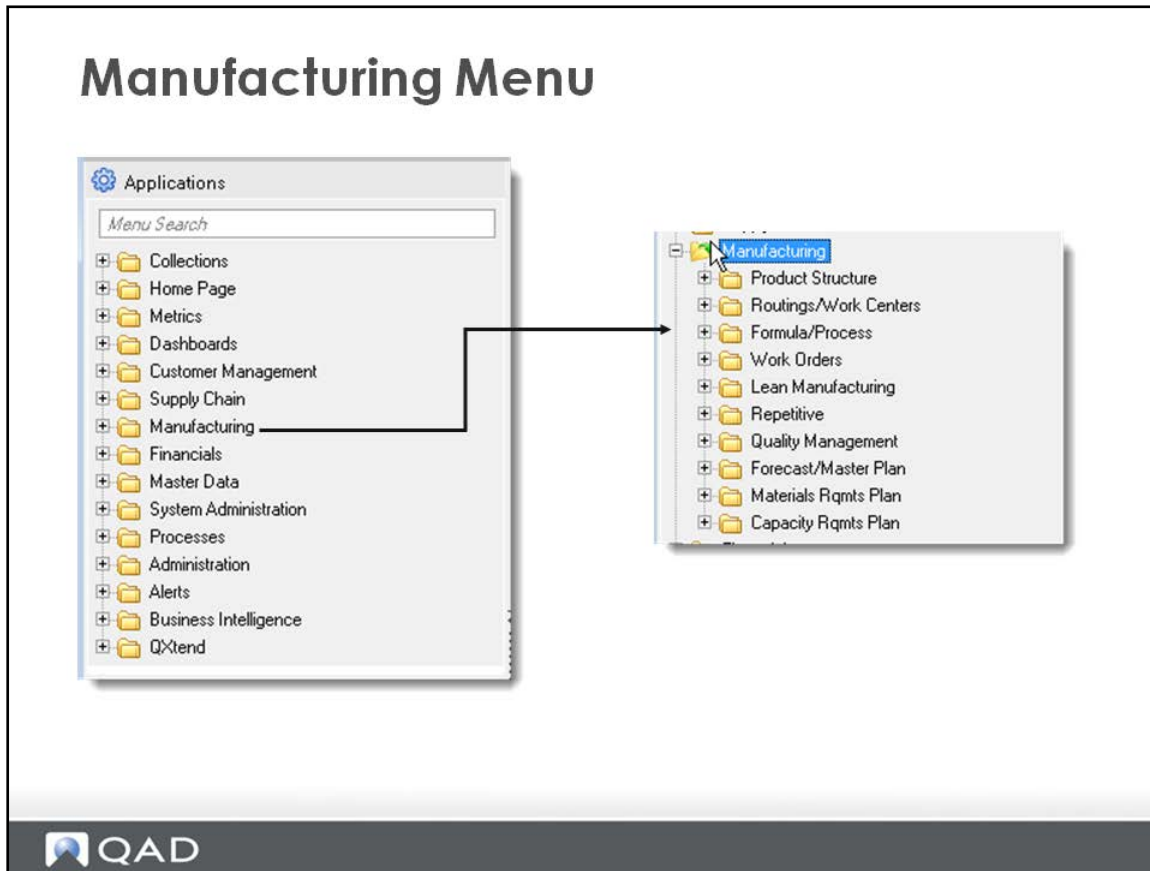 Manufacturing Menu
Applications
Menu Search
Collections
Home Page
Metrics
Dashboards
Customer Management
Supply Chain
Manufacturing
Financials
Master Data
System Administration
Processes
Administration
Alerts
Business Intelligence
QXtend
Manufacturing
Product Structure
Routings/Work Centers
Formula/Process
Work Orders
Lean Manufacturing
Repetitive
Quality Management
Forecast/Master Plan
Materials Rqmts Plan
Capacity Rqmts Plan
QAD